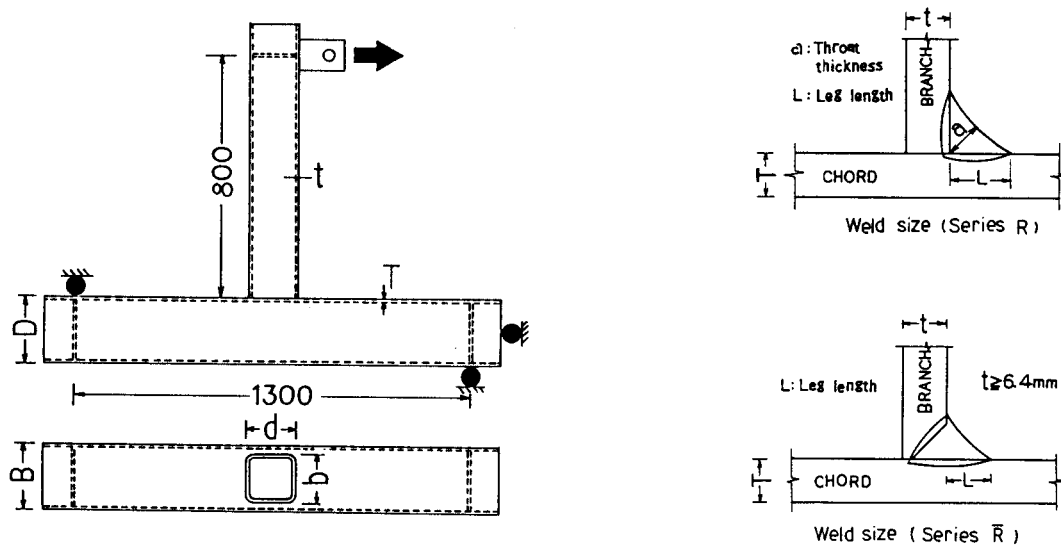 800
t
T
D
1300
d
B
b
t
a : Throat
thickness
L : Leg length
BRANCH
a
T
CHORD
L
Weld size (Series R)
t
L : Leg length
BRANCH
t≧6.4mm
T
CHORD
L
Weld size ( Series R̅ )